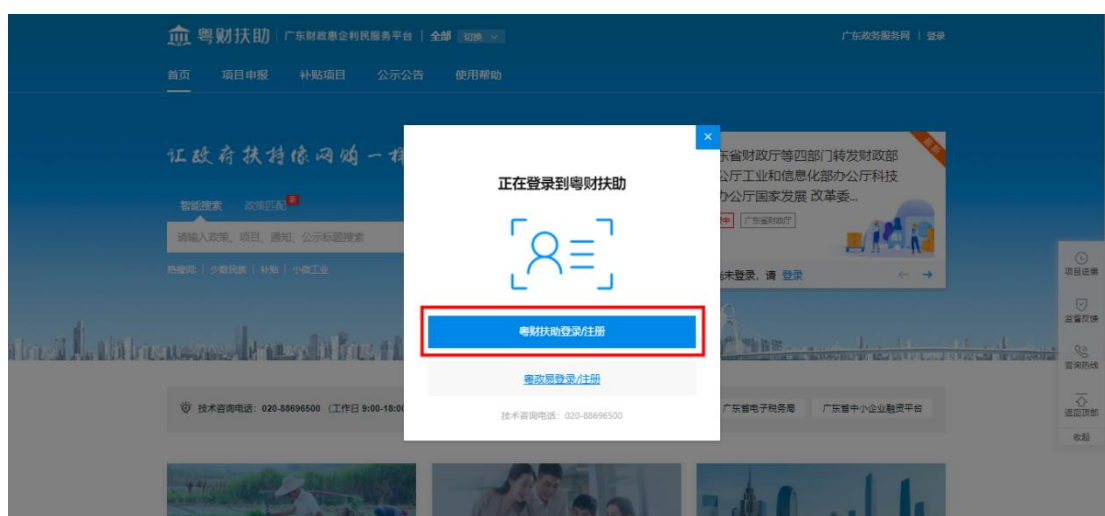 粤财扶助 广东财政惠企利民服务平台 全部 切换
广东政务服务网 登录
首页 项目申报 补贴项目 公示公告 使用帮助
让政府扶持像网购一样
智能搜索 政策匹配
请输入政策、项目、通知、公示标题搜索
热搜词: 少数民族 补贴 小微工业
×
正在登录到粤财扶助
粤财扶助登录/注册
粤政易登录/注册
技术咨询电话: 020-88696500
东省财政厅等四部门转发财政部
公厅工业和信息化部办公厅科技
办公厅国家发展 改革委...
广东省财政厅
尚未登录, 请 登录
← →
项目进展
监督反馈
咨询热线
返回顶部
收起
技术咨询电话: 020-88696500 (工作日 9:00-18:00
广东省电子税务局 广东省中小企业融资平台